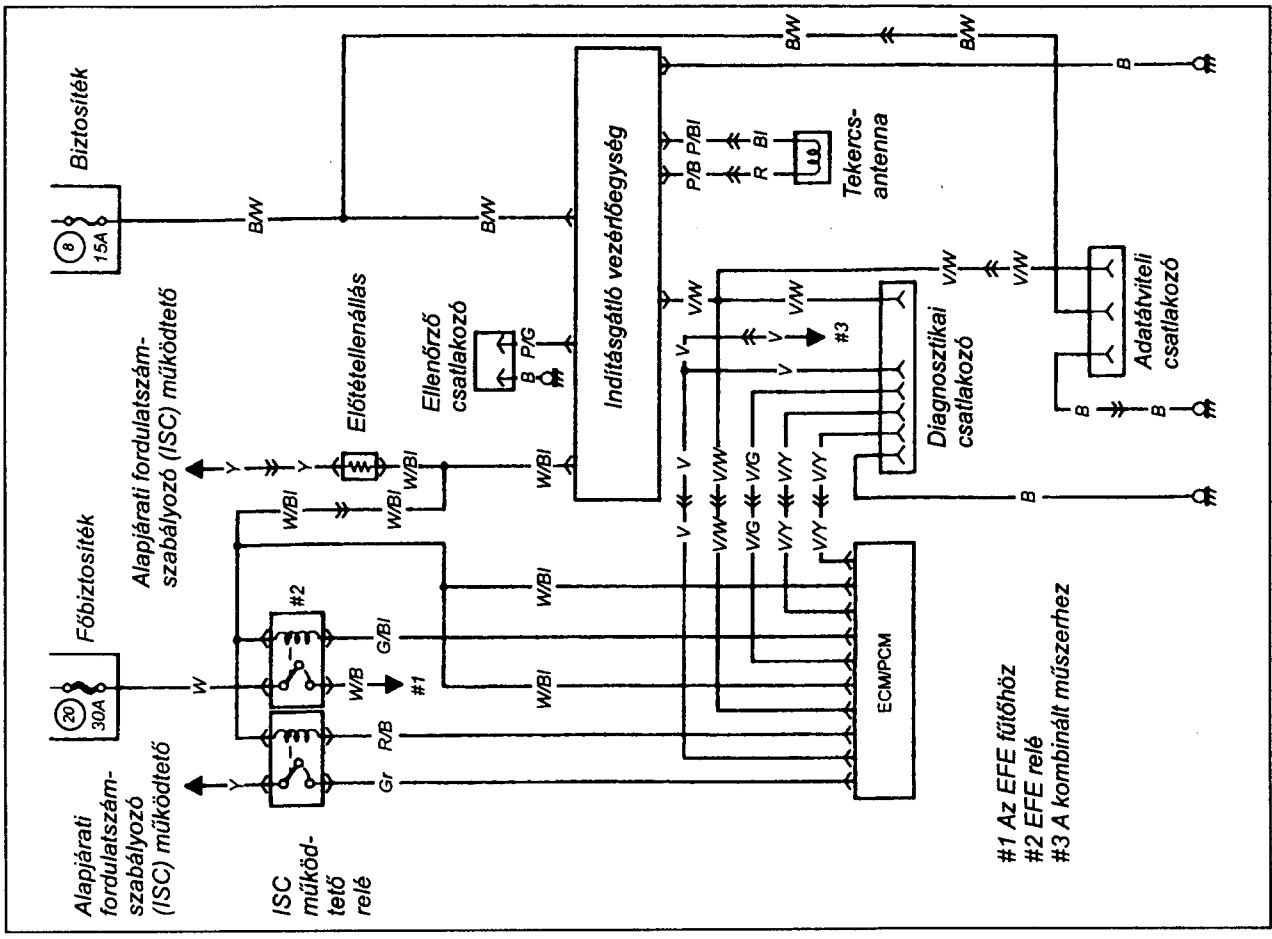 Alapjárati
fordulatszám-
szabályozó
(ISC) működtető
Főbiztosíték
20
30A
Alapjárati fordulatszám-
szabályozó (ISC) működtető
Biztosíték
8
15A
ISC
működ-
tető
relé
#2
Y
W
Gr
R/B
W/B
G/Bl
#1
W/Bl
W/Bl
W/Bl
W/Bl
Y
Y
Előtétellenállás
W/Bl
W/Bl
Ellenőrző
csatlakozó
B
P/G
B/W
B/W
B/W
B/W
Indításgátló vezérlőegység
P/B
P/Bl
R
Bl
Tekercs-
antenna
B
V/W
V/W
V
V
#3
V
V/W
V/W
V
V
V/W
V/W
V/G
V/G
V/Y
V/Y
V/Y
V/Y
Diagnosztikai
csatlakozó
B
B
B
Adatátviteli
csatlakozó
ECM/PCM
#1 Az EFE fűtőhöz
#2 EFE relé
#3 A kombinált műszerhez